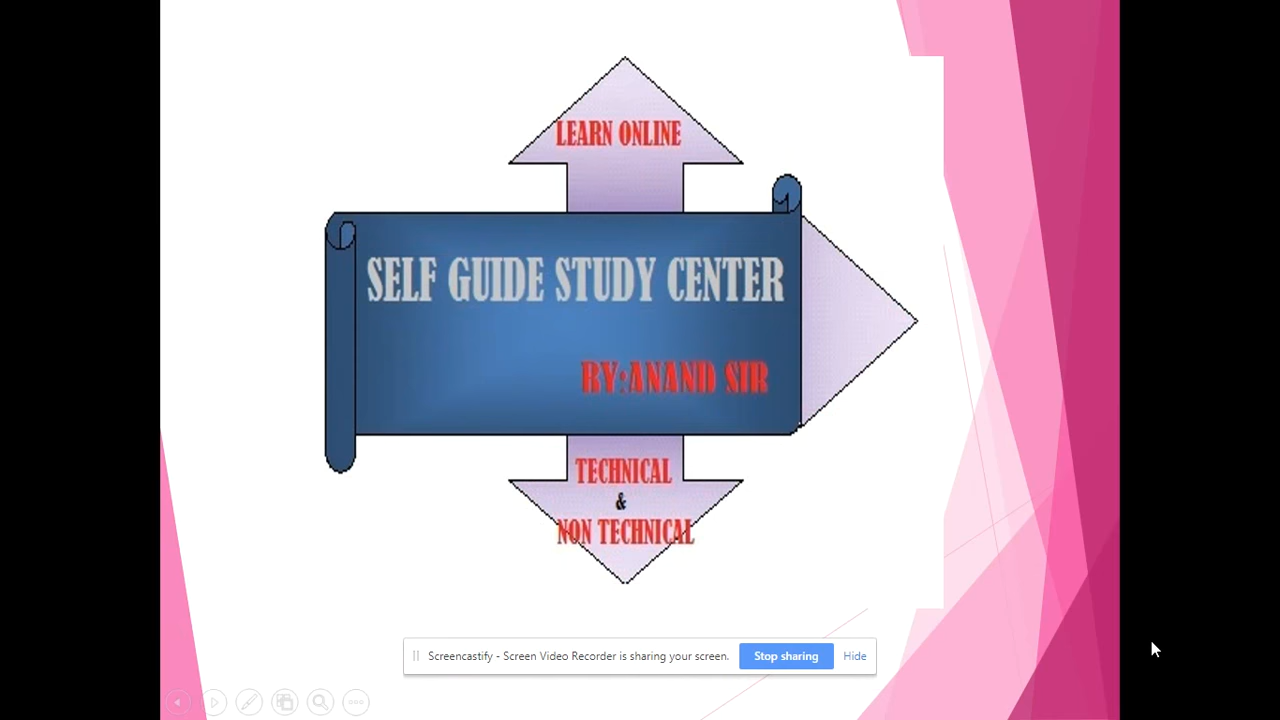 LEARN ONLINE
SELF GUIDE STUDY CENTER
BY:ANAND SIR
TECHNICAL
&
NON TECHNICAL
Screencastify - Screen Video Recorder is sharing your screen. Stop sharing Hide